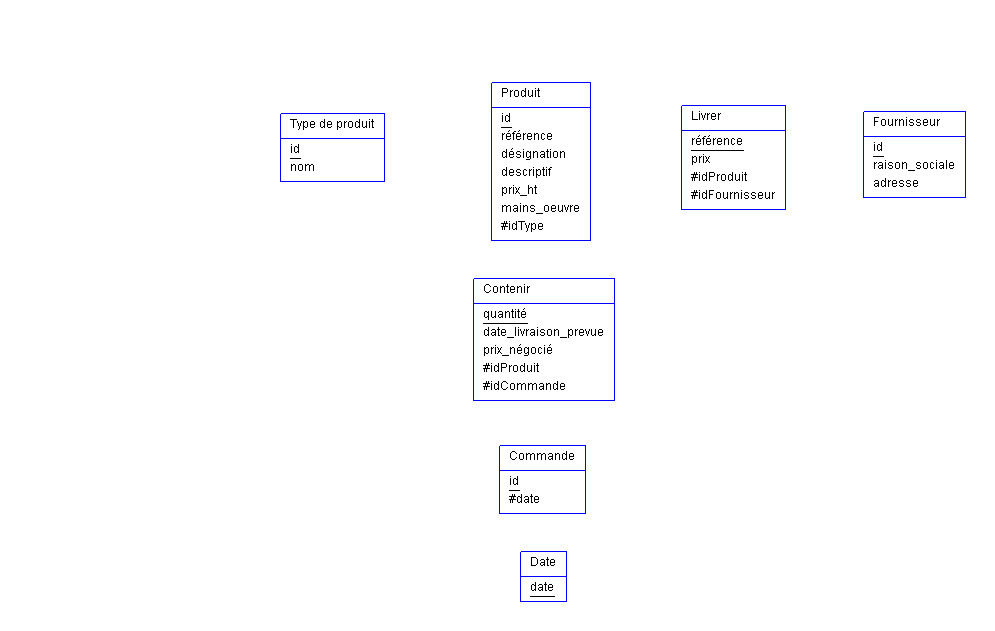 Type de produit
id
nom
Produit
id
référence
désignation
descriptif
prix_ht
mains_oeuvre
#idType
Livrer
référence
prix
#idProduit
#idFournisseur
Fournisseur
id
raison_sociale
adresse
Contenir
quantité
date_livraison_prevue
prix_négocié
#idProduit
#idCommande
Commande
id
#date
Date
date